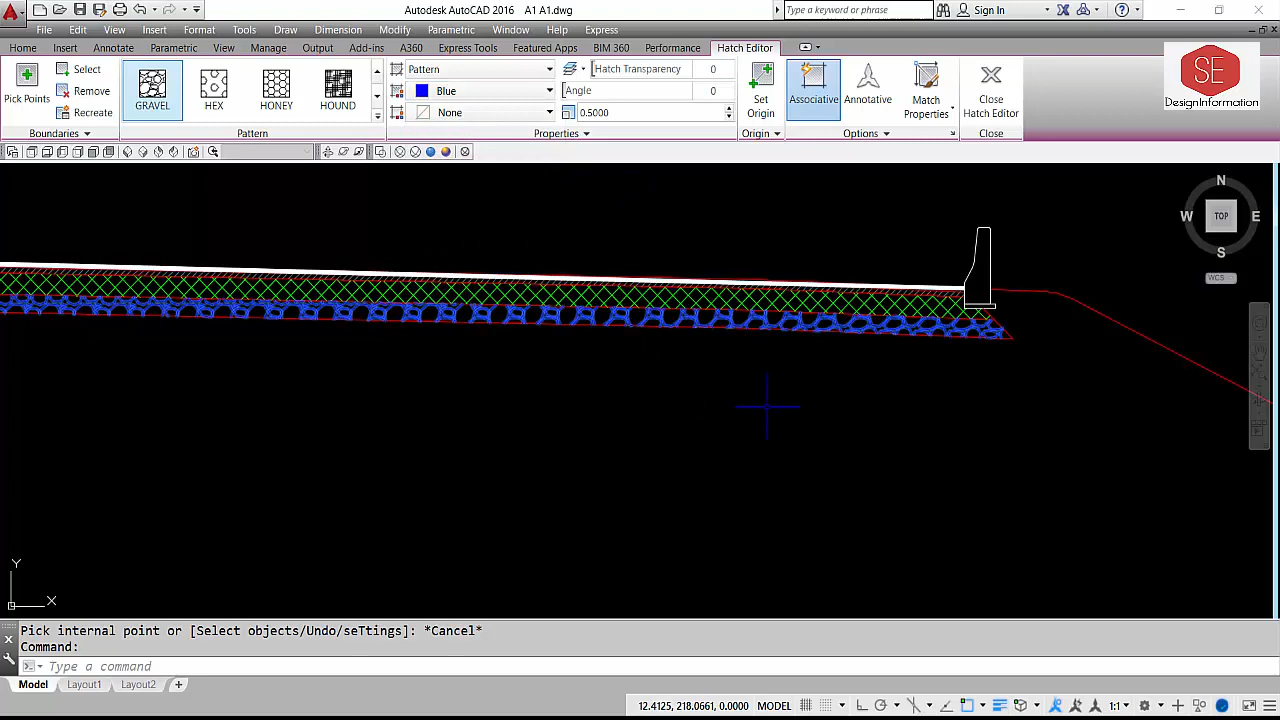 Autodesk AutoCAD 2016 A1 A1.dwg
Type a keyword or phrase
Sign In
File Edit View Insert Format Tools Draw Dimension Modify Parametric Window Help Express
Home Insert Annotate Parametric View Manage Output Add-ins A360 Express Tools Featured Apps BIM 360 Performance Hatch Editor
Pick Points
Select
Remove
Recreate
GRAVEL
HEX
HONEY
HOUND
Pattern
Blue
None
Hatch Transparency 0
Angle 0
0.5000
Set
Origin
Associative
Annotative
Match
Properties
Close
Hatch Editor
Boundaries
Pattern
Properties
Origin
Options
Close
SE
DesignInformation
N
W
TOP
E
S
WCS
Y
X
Pick internal point or [Select objects/Undo/seTtings]: *Cancel*
Command:
Type a command
Model Layout1 Layout2
12.4125, 218.0661, 0.0000 MODEL
1:1